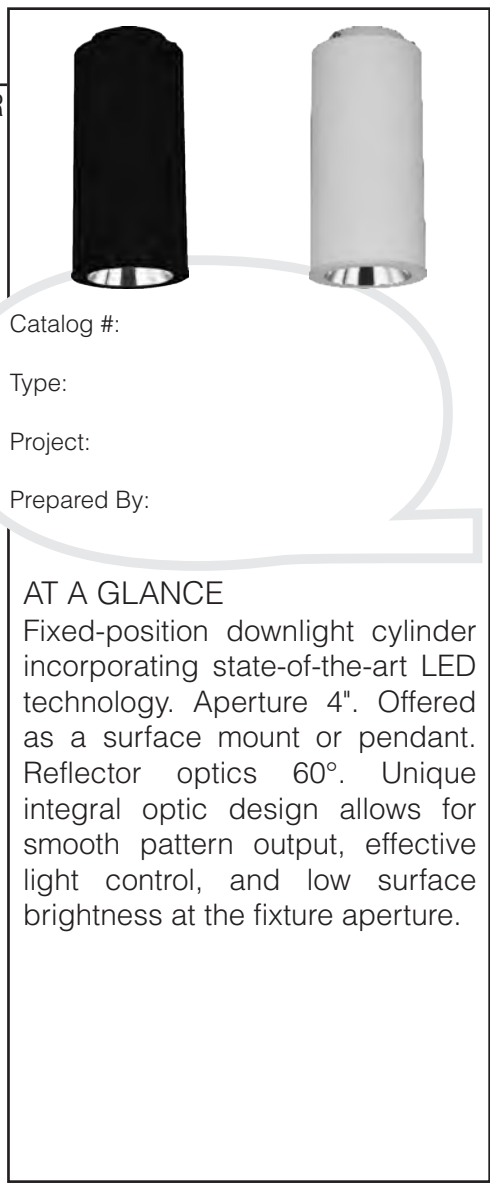 Catalog #:
Type:
Project:
Prepared By:
AT A GLANCE
Fixed-position downlight cylinder
incorporating state-of-the-art LED
technology. Aperture 4". Offered
as a surface mount or pendant.
Reflector optics 60°. Unique
integral optic design allows for
smooth pattern output, effective
light control, and low surface
brightness at the fixture aperture.